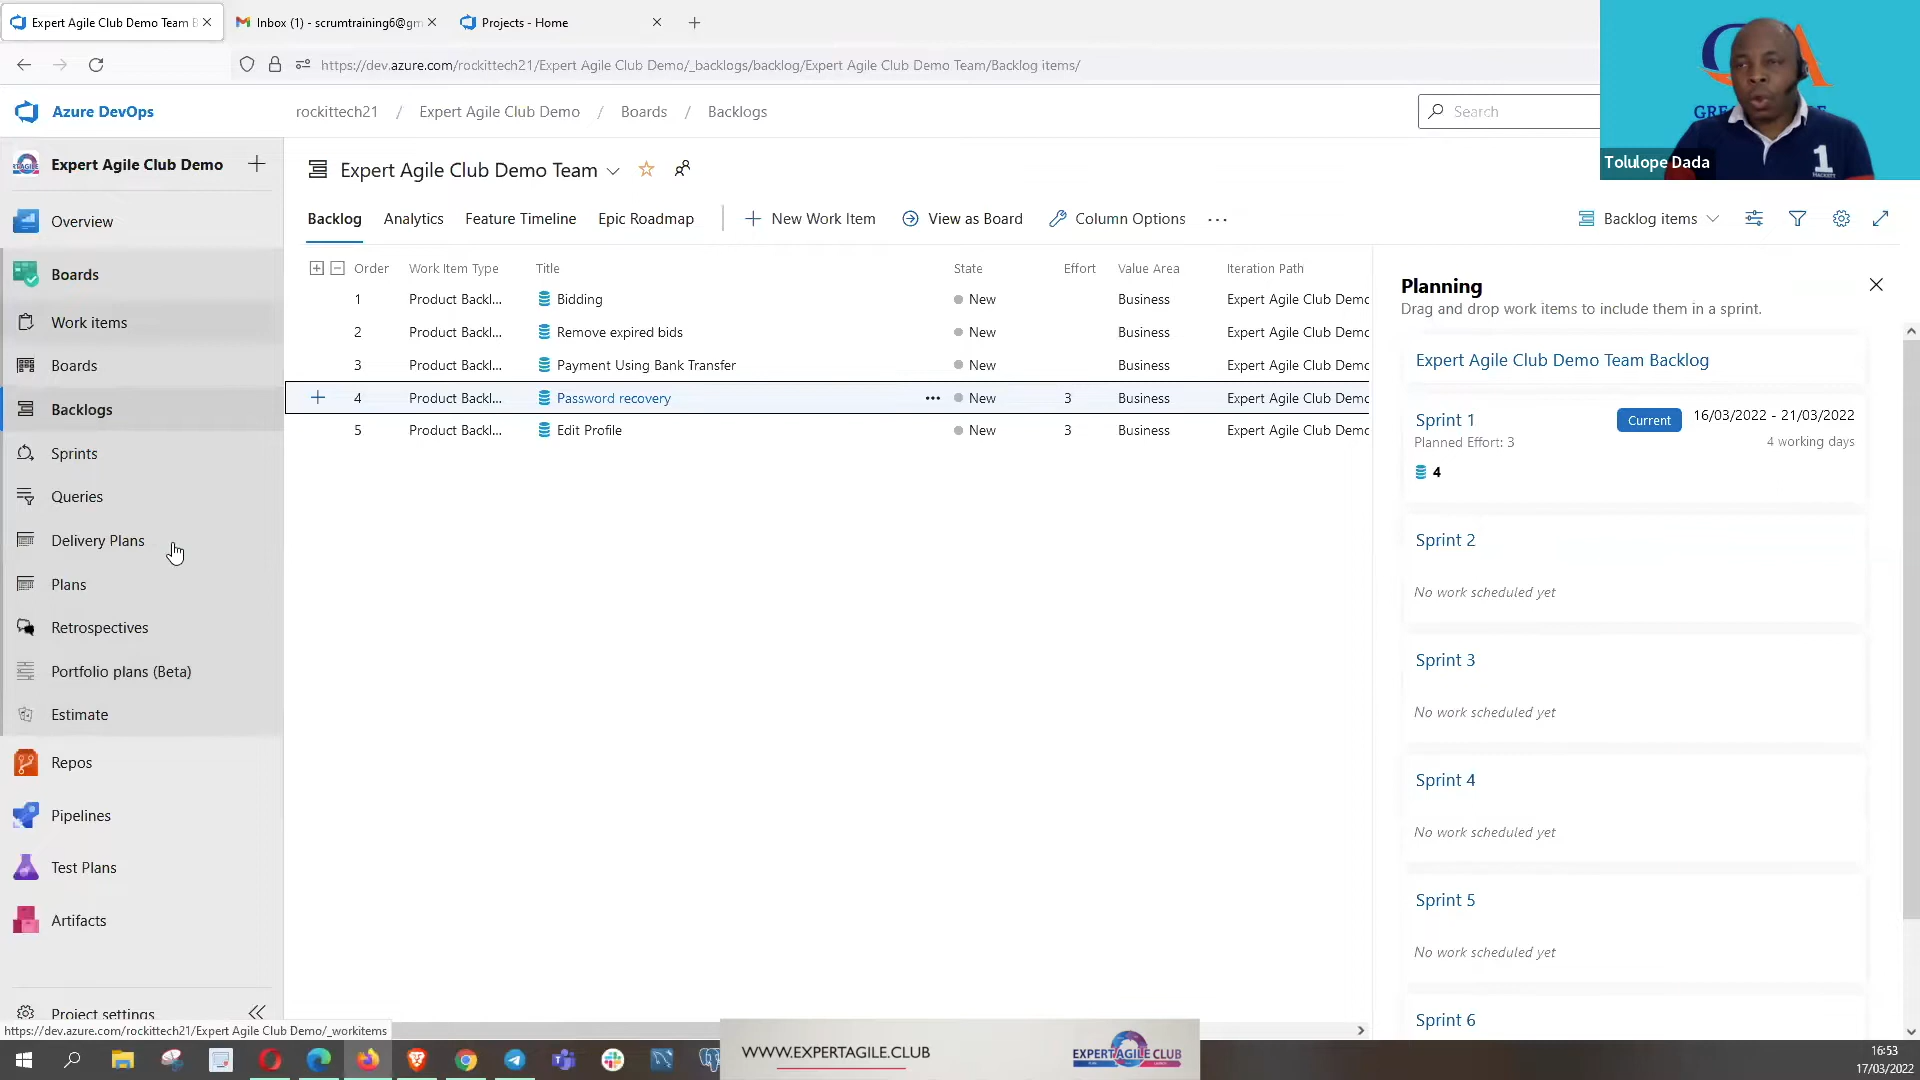 Expert Agile Club Demo Team B
Inbox (1) - scrumtraining6@gm
Projects - Home
https://dev.azure.com/rockittech21/Expert Agile Club Demo/_backlogs/backlog/Expert Agile Club Demo Team/Backlog items/
Azure DevOps
rockittech21 / Expert Agile Club Demo / Boards / Backlogs
Search
Tolulope Dada
Expert Agile Club Demo
Overview
Boards
Work items
Boards
Backlogs
Sprints
Queries
Delivery Plans
Plans
Retrospectives
Portfolio plans (Beta)
Estimate
Repos
Pipelines
Test Plans
Artifacts
Project settings
https://dev.azure.com/rockittech21/Expert Agile Club Demo/_workitems
Expert Agile Club Demo Team
Backlog Analytics Feature Timeline Epic Roadmap New Work Item View as Board Column Options ... Backlog items
Order Work Item Type Title State Effort Value Area Iteration Path
1 Product Backl... Bidding New Business Expert Agile Club Demo
2 Product Backl... Remove expired bids New Business Expert Agile Club Demo
3 Product Backl... Payment Using Bank Transfer New Business Expert Agile Club Demo
4 Product Backl... Password recovery ... New 3 Business Expert Agile Club Demo
5 Product Backl... Edit Profile New 3 Business Expert Agile Club Demo
Planning
Drag and drop work items to include them in a sprint.
Expert Agile Club Demo Team Backlog
Sprint 1 Current 16/03/2022 - 21/03/2022
Planned Effort: 3 4 working days
4
Sprint 2
No work scheduled yet
Sprint 3
No work scheduled yet
Sprint 4
No work scheduled yet
Sprint 5
No work scheduled yet
Sprint 6
WWW.EXPERTAGILE.CLUB
EXPERT AGILE CLUB
16:53
17/03/2022